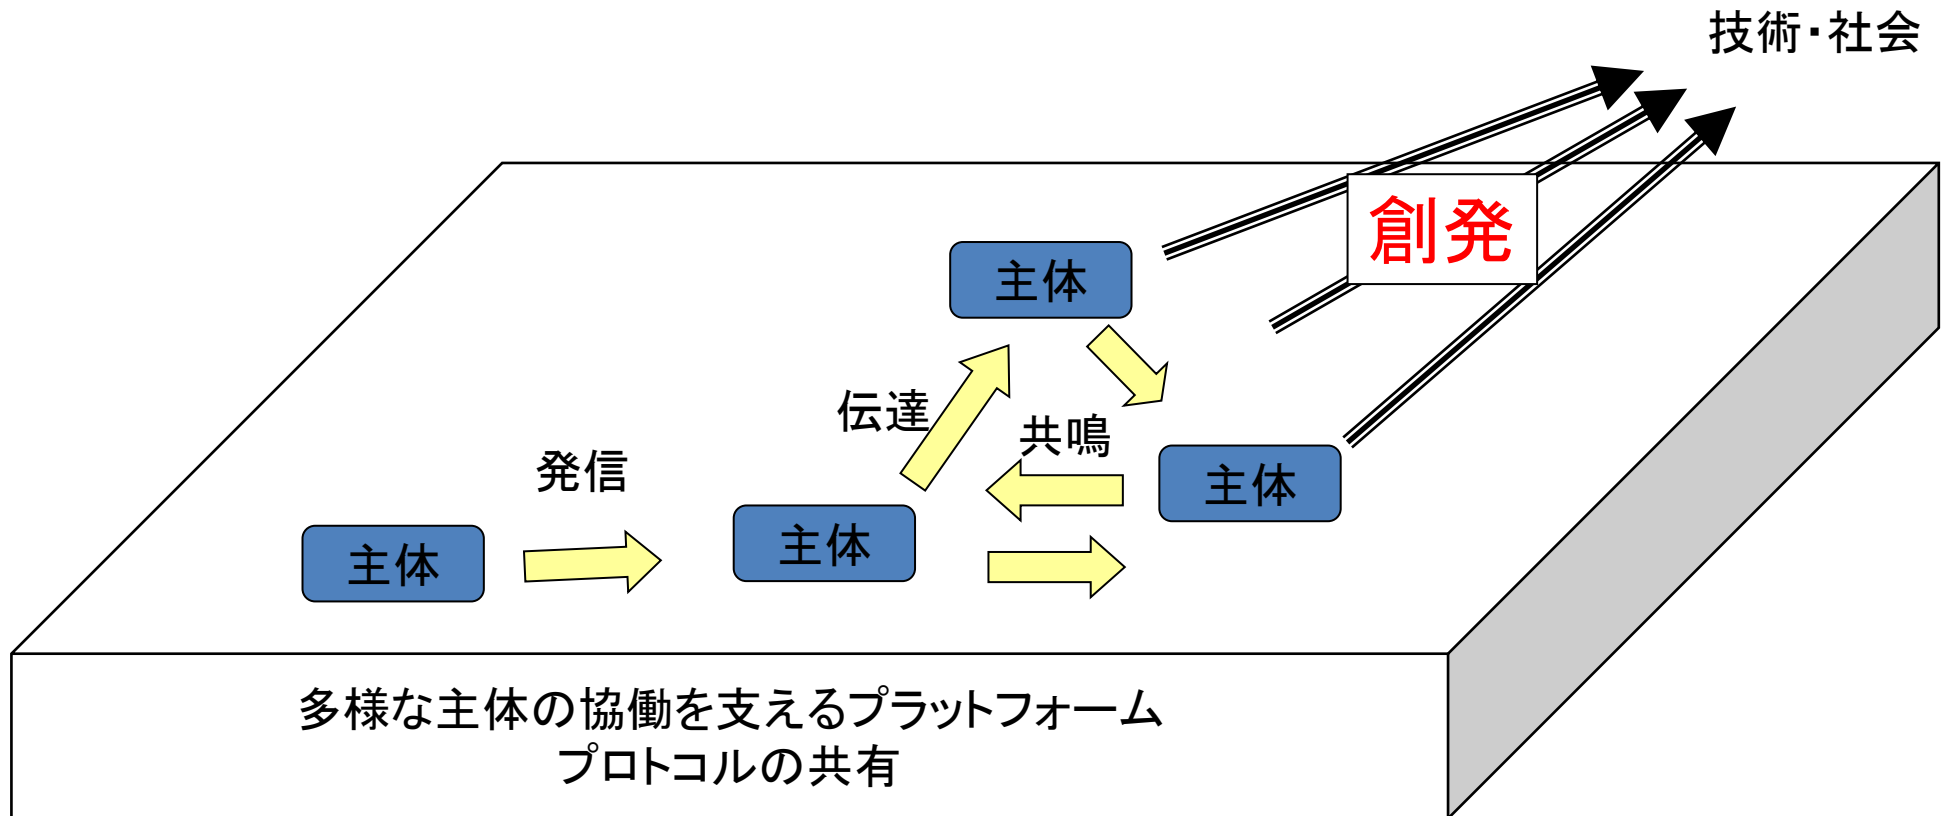 技術・社会
創発
主体
伝達
共鳴
発信
主体
主体
主体
多様な主体の協働を支えるプラットフォーム
プロトコルの共有